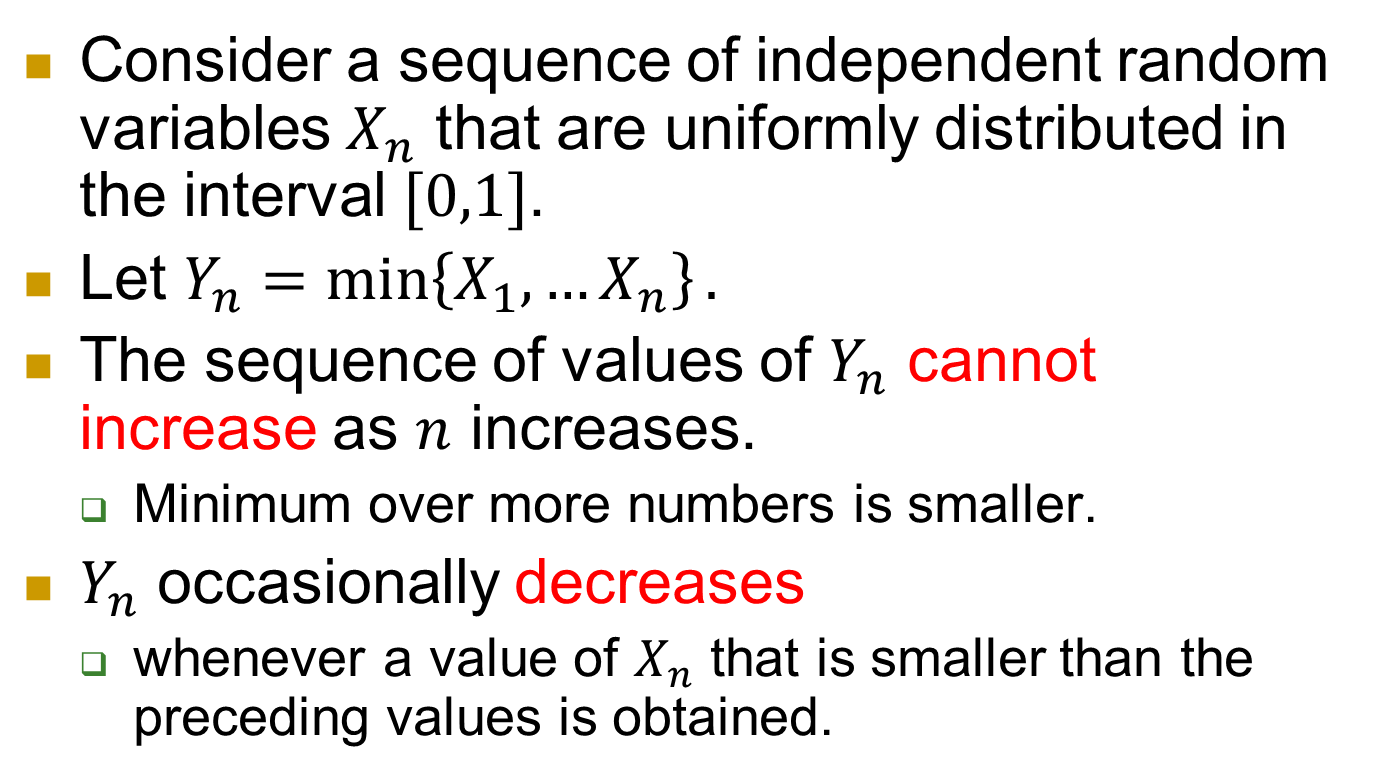 Consider a sequence of independent random
variables Xₙ that are uniformly distributed in
the interval [0,1].
Let Yₙ = min{X₁, … Xₙ}.
The sequence of values of Yₙ cannot
increase as n increases.
Minimum over more numbers is smaller.
Yₙ occasionally decreases
whenever a value of Xₙ that is smaller than the
preceding values is obtained.